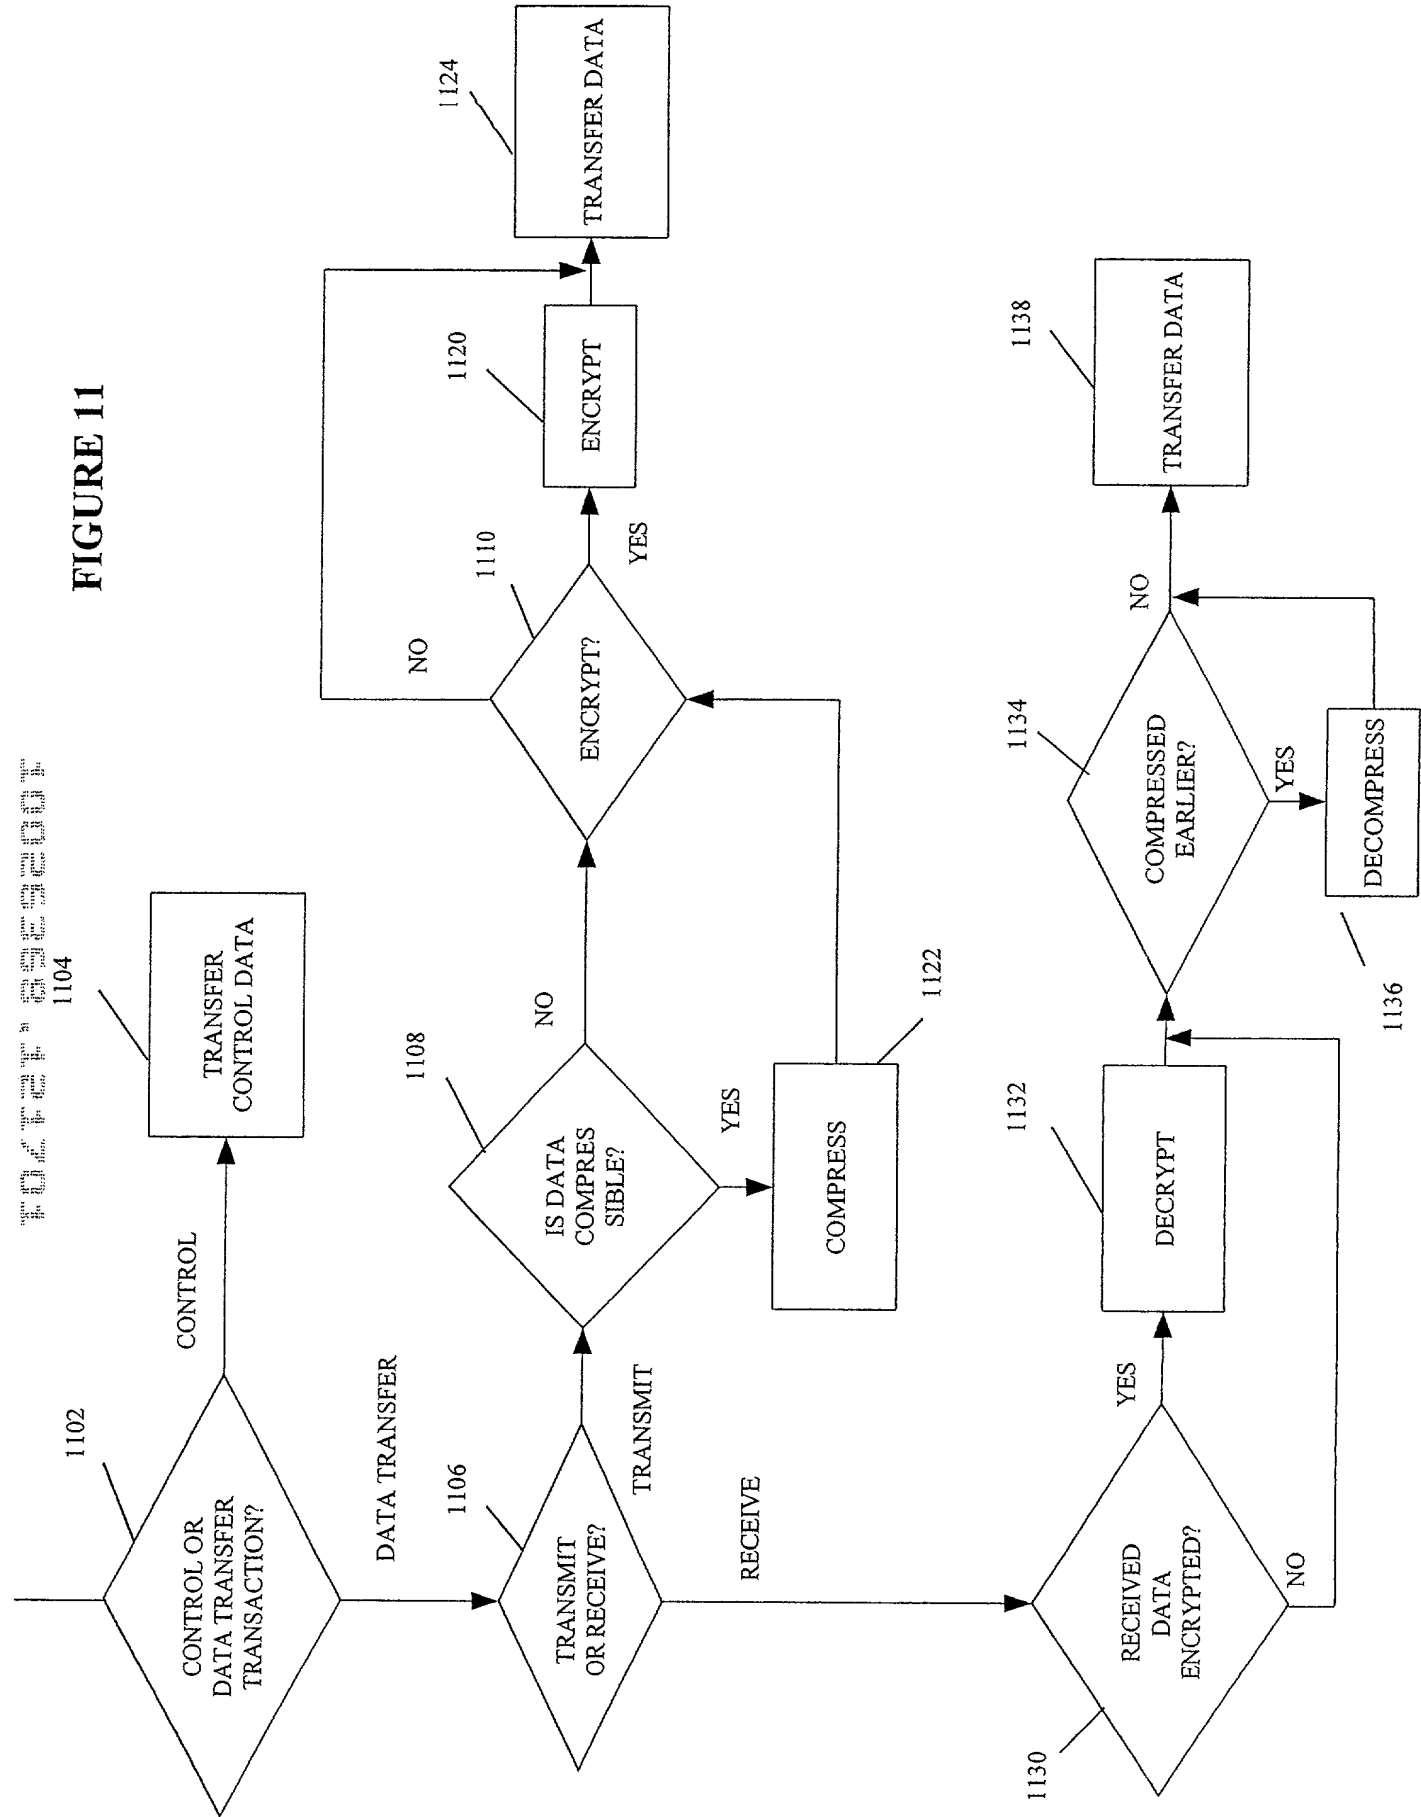 FIGURE 11
1102
CONTROL OR
DATA TRANSFER
TRANSACTION?
CONTROL
1104
TRANSFER
CONTROL DATA
DATA TRANSFER
1106
TRANSMIT
OR RECEIVE?
TRANSMIT
1108
IS DATA
COMPRES
SIBLE?
NO
YES
COMPRESS
1122
1110
ENCRYPT?
NO
YES
1120
ENCRYPT
1124
TRANSFER DATA
RECEIVE
1130
RECEIVED
DATA
ENCRYPTED?
YES
NO
1132
DECRYPT
1134
COMPRESSED
EARLIER?
NO
YES
1136
DECOMPRESS
1138
TRANSFER DATA